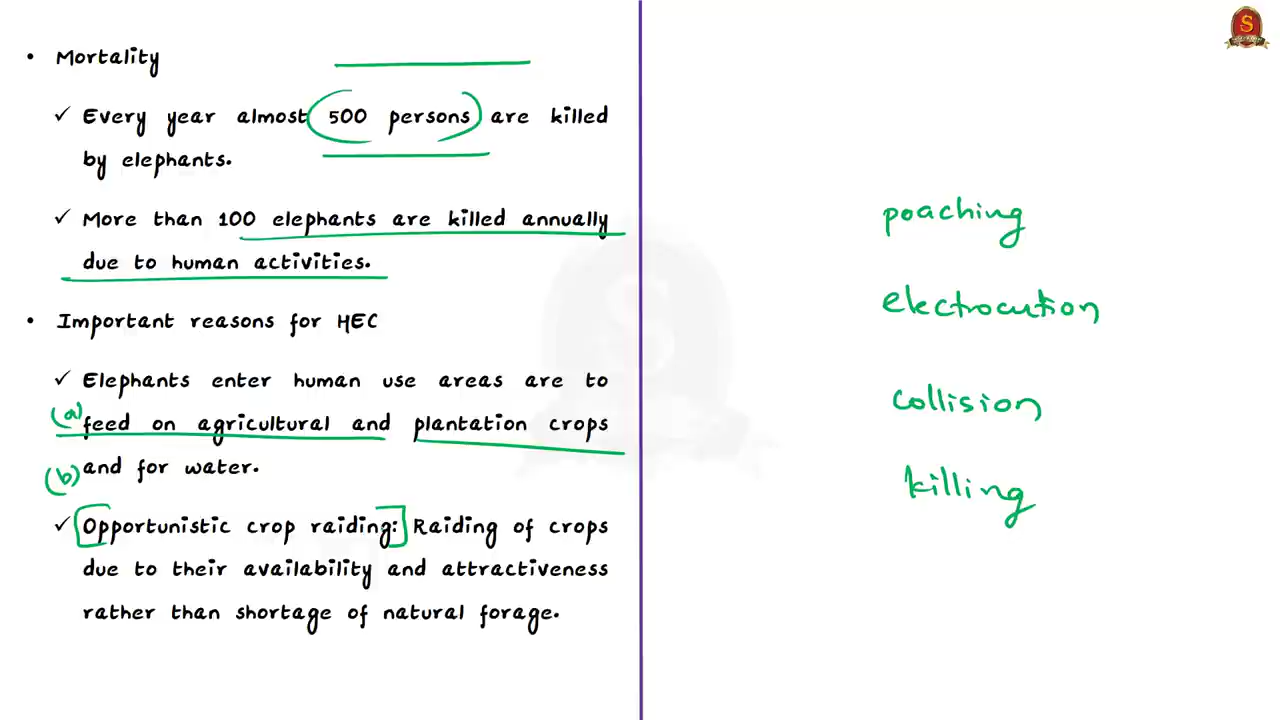 • Mortality
✓ Every year almost 500 persons are killed
by elephants.
✓ More than 100 elephants are killed annually
due to human activities.
• Important reasons for HEC
✓ Elephants enter human use areas are to
(a) feed on agricultural and plantation crops
(b) and for water.
✓ Opportunistic crop raiding: Raiding of crops
due to their availability and attractiveness
rather than shortage of natural forage.
poaching
electrocution
collision
killing
S